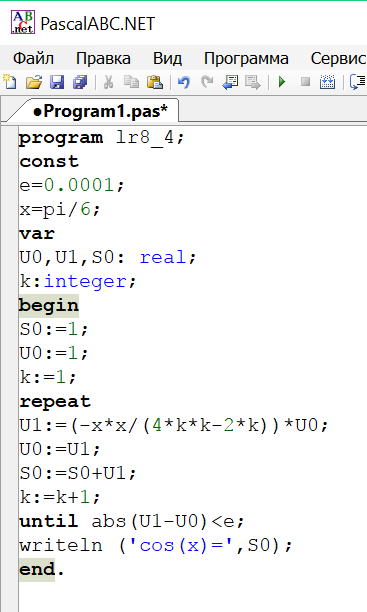 PascalABC.NET
Файл Правка Вид Программа Сервис
●Program1.pas*
program lr8_4;
const
e=0.0001;
x=pi/6;
var
U0,U1,S0: real;
k:integer;
begin
S0:=1;
U0:=1;
k:=1;
repeat
U1:=(-x*x/(4*k*k-2*k))*U0;
U0:=U1;
S0:=S0+U1;
k:=k+1;
until abs(U1-U0)<e;
writeln ('cos(x)=',S0);
end.